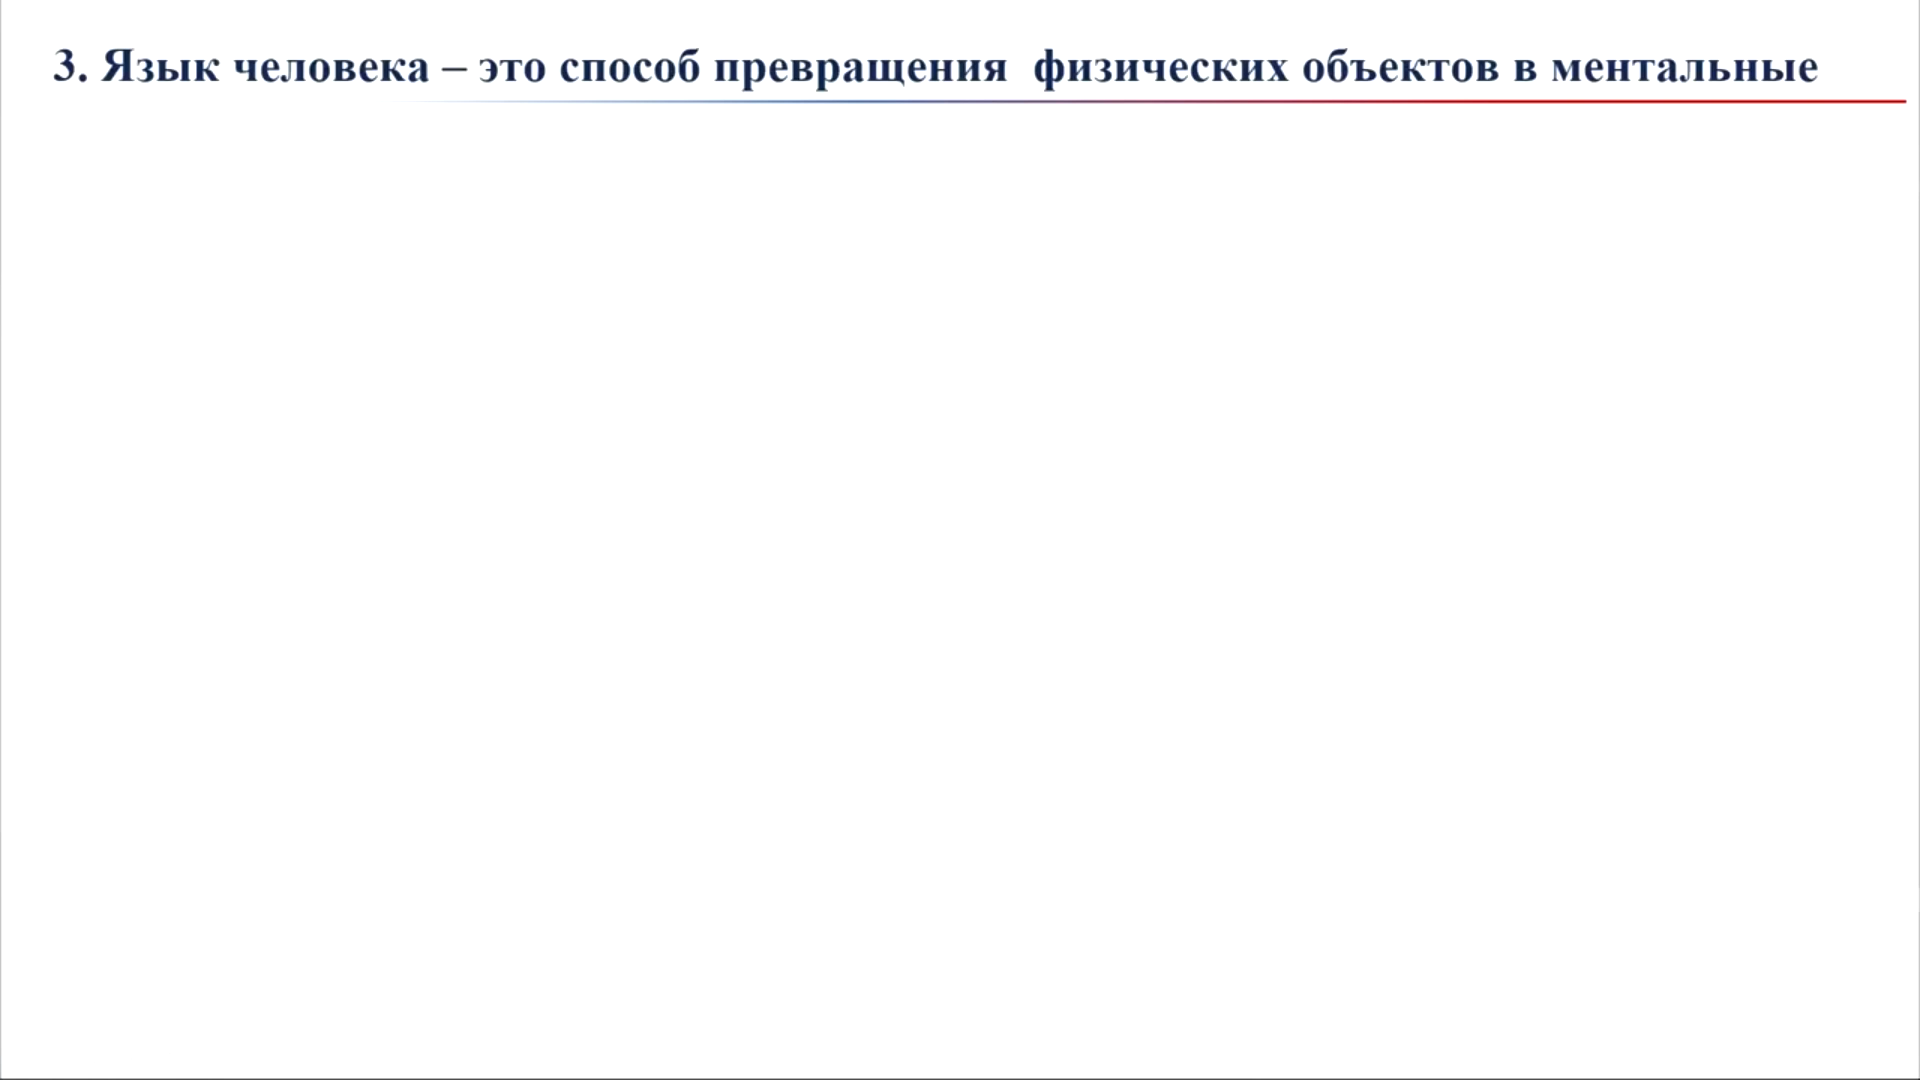 3. Язык человека – это способ превращения  физических объектов в ментальные